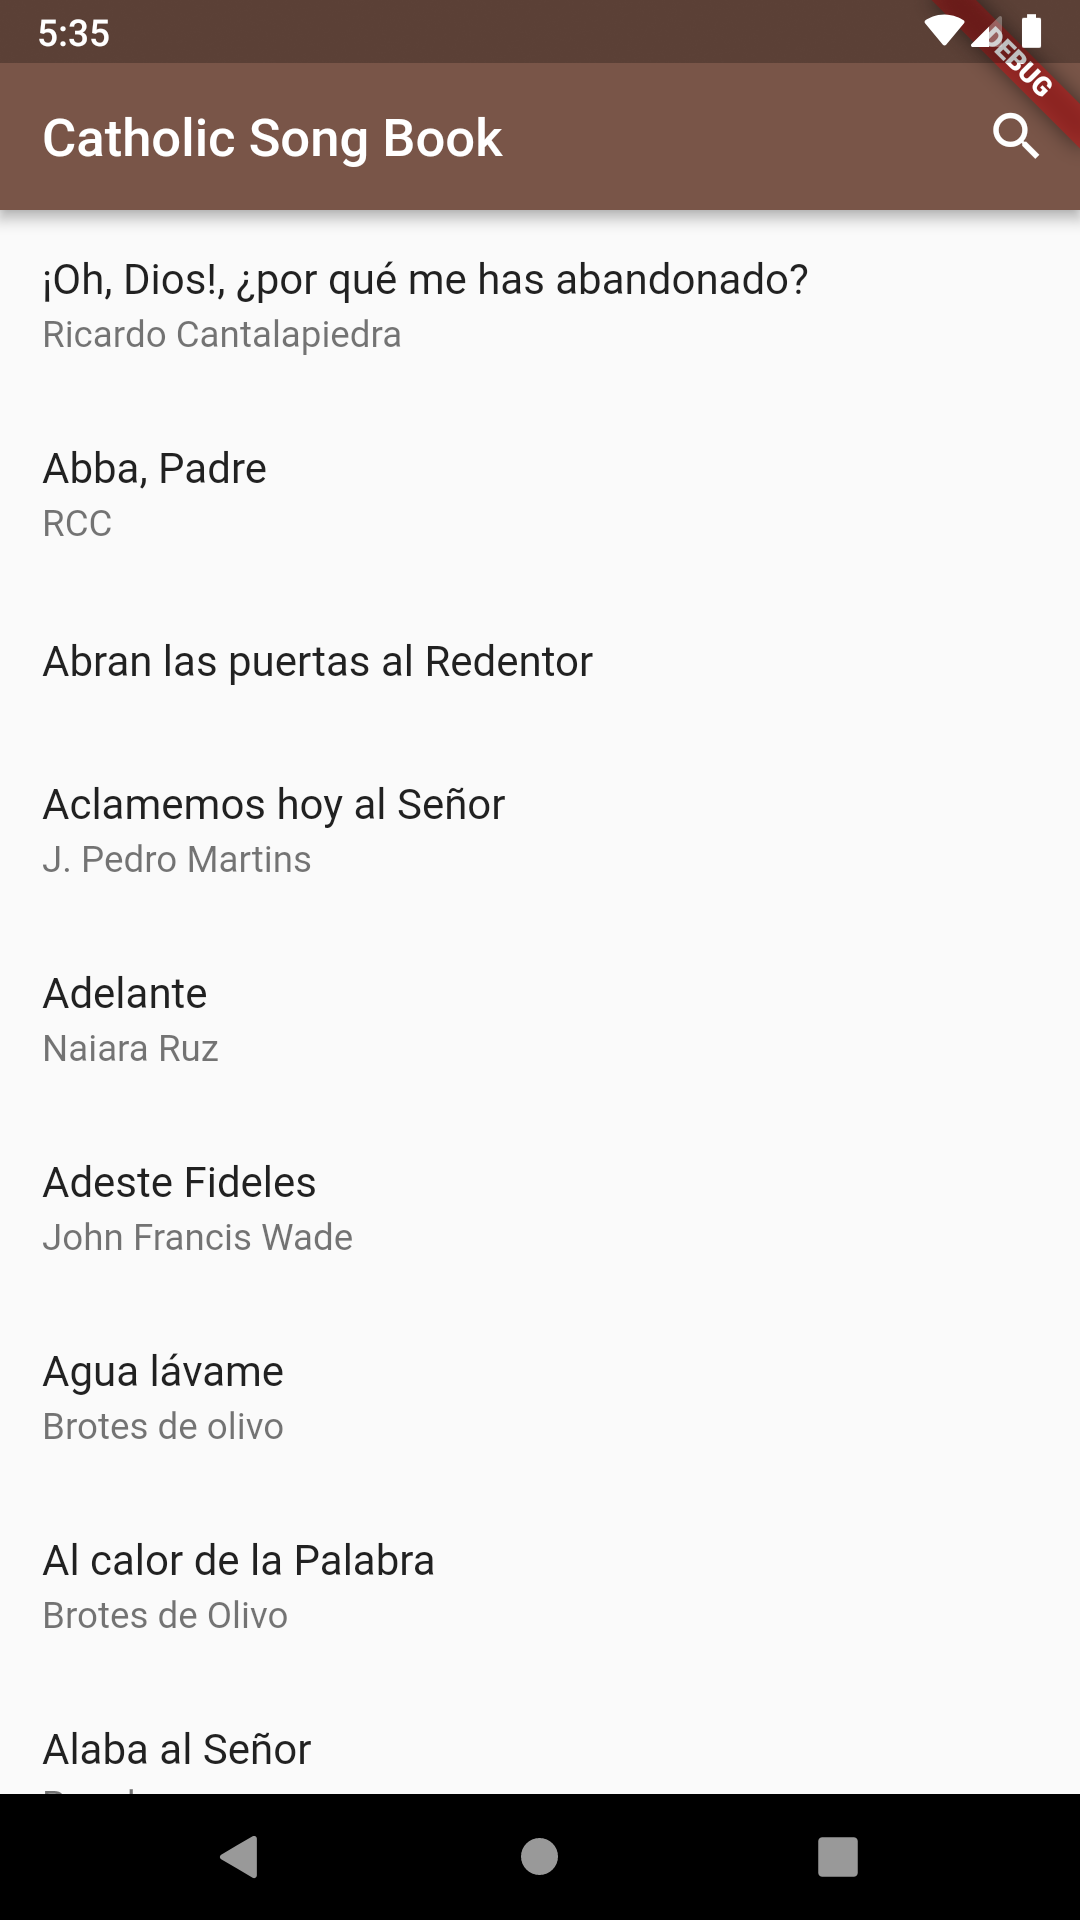 5:35
DEBUG
Catholic Song Book
¡Oh, Dios!, ¿por qué me has abandonado?
Ricardo Cantalapiedra
Abba, Padre
RCC
Abran las puertas al Redentor
Aclamemos hoy al Señor
J. Pedro Martins
Adelante
Naiara Ruz
Adeste Fideles
John Francis Wade
Agua lávame
Brotes de olivo
Al calor de la Palabra
Brotes de Olivo
Alaba al Señor